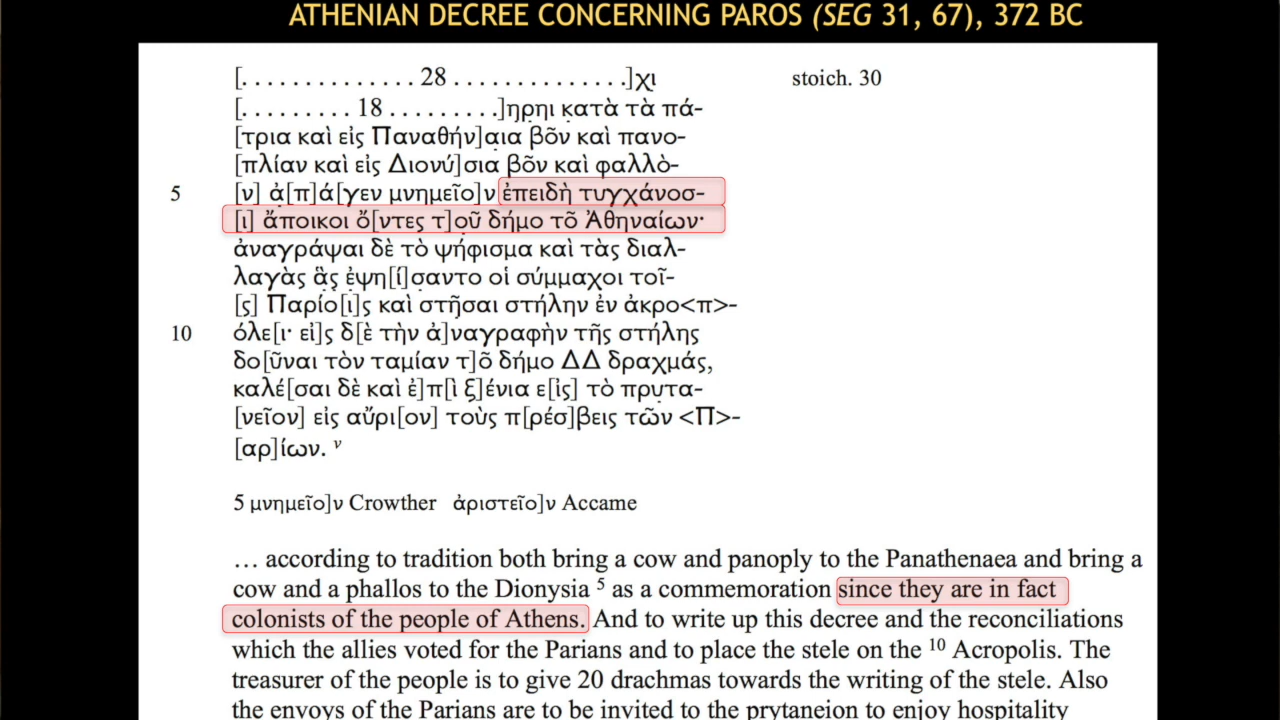 ATHENIAN DECREE CONCERNING PAROS (SEG 31, 67), 372 BC
[. . . . . . . . . . . . . . . 28 . . . . . . . . . . . . . . .]χι stoich. 30
[. . . . . . . . . 18 . . . . . . . . .]ηρηι κ̣ατὰ τὰ πά-
[τρια καὶ εἰς Παναθήν]α̣ια βο͂ν καὶ πανο-
[πλίαν καὶ εἰς Διονύ]σια̣ βο͂ν καὶ φαλλὸ-
5 [ν] ἀ̣[π]ά[γεν μνημεῖο]ν ἐπειδὴ τυγχάνοσ-
[ι] ἄποικοι ὄ[ντες τ]οῦ̣ δήμο το͂ Ἀθηναίων·
ἀναγράψαι δὲ τὸ ψήφισμα καὶ τὰς διαλ-
λαγὰς ἃ̣ς ἐψη[ί]σαντο οἱ σύμμαχοι τοῖ-
[ς] Παρίο[ι]ς καὶ στῆσαι στήλην ἐν ἀκρο<π>-
10 όλε[ι· εἰ]ς δ[ὲ τὴν ἀ]ναγραφὴν τῆς στήλης
δο[ῦναι τὸν ταμίαν τ]ο͂ δήμο ΔΔ δραχμάς,
καλέ[σαι δὲ καὶ ἐ]π[ὶ ξ]ένια ε[ἰς] τὸ πρυ̣τα-
[νεῖον] εἰς αὔρι[ον] τοὺς π[ρέσ]βεις τῶν <Π>-
[αρ]ίων. ᵛ
5 μνημεῖο]ν Crowther ἀριστεῖο]ν Accame
… according to tradition both bring a cow and panoply to the Panathenaea and bring a
cow and a phallos to the Dionysia ⁵ as a commemoration since they are in fact
colonists of the people of Athens. And to write up this decree and the reconciliations
which the allies voted for the Parians and to place the stele on the ¹⁰ Acropolis. The
treasurer of the people is to give 20 drachmas towards the writing of the stele. Also
the envoys of the Parians are to be invited to the prytaneion to enjoy hospitality